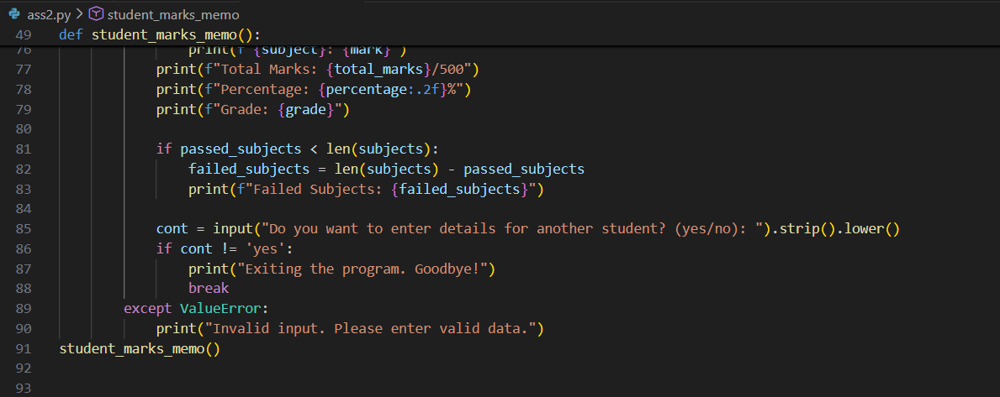 ass2.py > student_marks_memo
49 def student_marks_memo():
76 print(f"{subject}: {mark}")
77 print(f"Total Marks: {total_marks}/500")
78 print(f"Percentage: {percentage:.2f}%")
79 print(f"Grade: {grade}")
80
81 if passed_subjects < len(subjects):
82 failed_subjects = len(subjects) - passed_subjects
83 print(f"Failed Subjects: {failed_subjects}")
84
85 cont = input("Do you want to enter details for another student? (yes/no): ").strip().lower()
86 if cont != 'yes':
87 print("Exiting the program. Goodbye!")
88 break
89 except ValueError:
90 print("Invalid input. Please enter valid data.")
91 student_marks_memo()
92
93